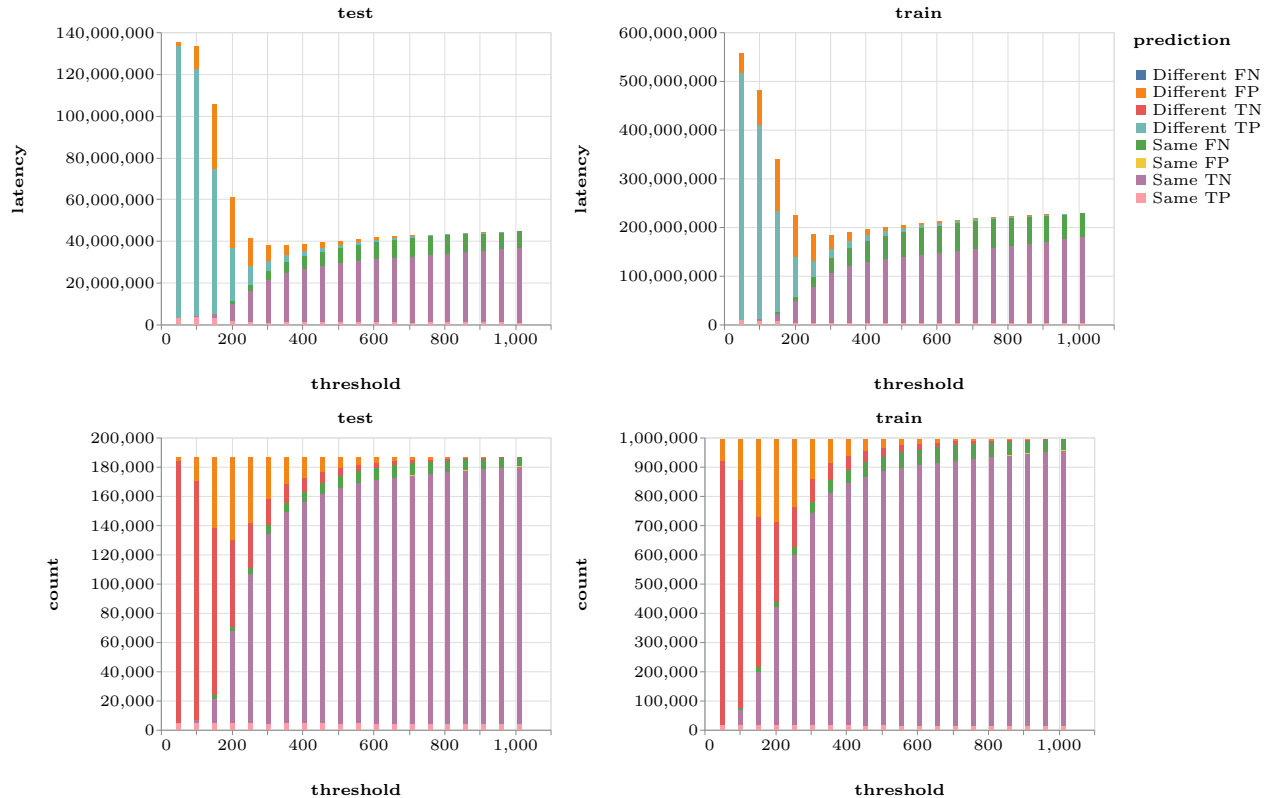 test
140,000,000
120,000,000
100,000,000
80,000,000
60,000,000
40,000,000
20,000,000
0
latency
0 200 400 600 800 1,000
threshold
train
600,000,000
500,000,000
400,000,000
300,000,000
200,000,000
100,000,000
0
latency
0 200 400 600 800 1,000
threshold
prediction
Different FN
Different FP
Different TN
Different TP
Same FN
Same FP
Same TN
Same TP
test
200,000
180,000
160,000
140,000
120,000
100,000
80,000
60,000
40,000
20,000
0
count
0 200 400 600 800 1,000
threshold
train
1,000,000
900,000
800,000
700,000
600,000
500,000
400,000
300,000
200,000
100,000
0
count
0 200 400 600 800 1,000
threshold